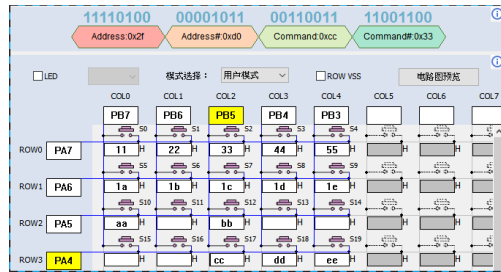 11110100 00001011 00110011 11001100
Address:0x2f Address#:0xd0 Command:0xcc Command#:0x33
LED 模式选择： 用户模式 ROW VSS 电路图预览
COL0 COL1 COL2 COL3 COL4 COL5 COL6 COL7
PB7 PB6 PB5 PB4 PB3
S0 S1 S2 S3 S4
ROW0 PA7 11 H 22 H 33 H 44 H 55 H H H
S5 S6 S7 S8 S9
ROW1 PA6 1a H 1b H 1c H 1d H 1e H H H
S10 S11 S12 S13 S14
ROW2 PA5 aa H H bb H H H H H
S15 S16 S17 S18 S19
ROW3 PA4 H H cc H dd H ee H H H